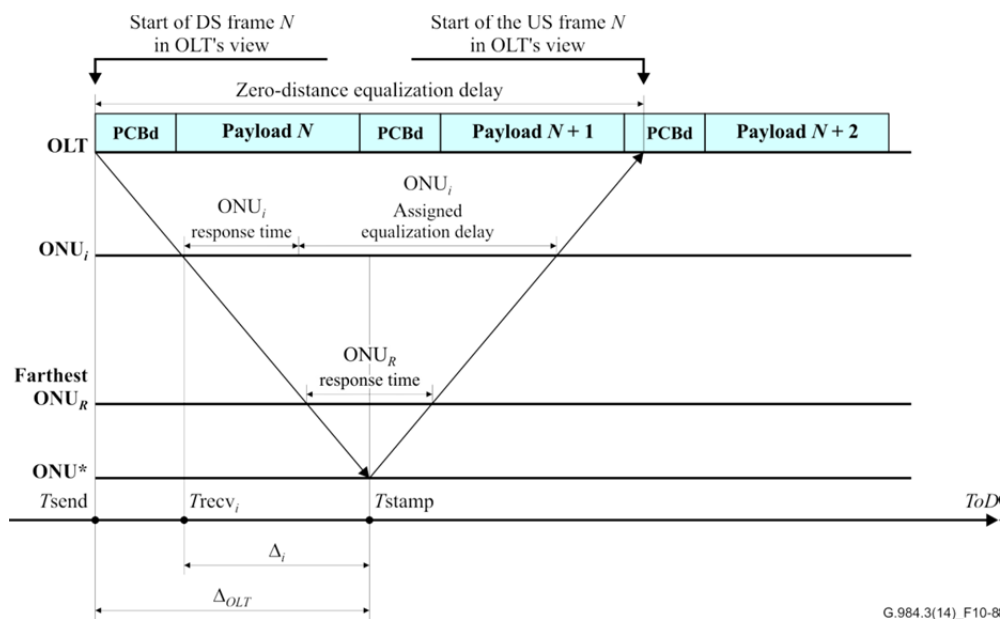 Start of DS frame N
in OLT's view
Start of the US frame N
in OLT's view
Zero-distance equalization delay
OLT
PCBd
Payload N
PCBd
Payload N + 1
PCBd
Payload N + 2
ONUi
response time
ONUi
Assigned
equalization delay
ONUi
ONUR
response time
Farthest
ONUR
ONU*
Tsend
Trecvi
Tstamp
ToD
Δi
ΔOLT
G.984.3(14)_F10-8